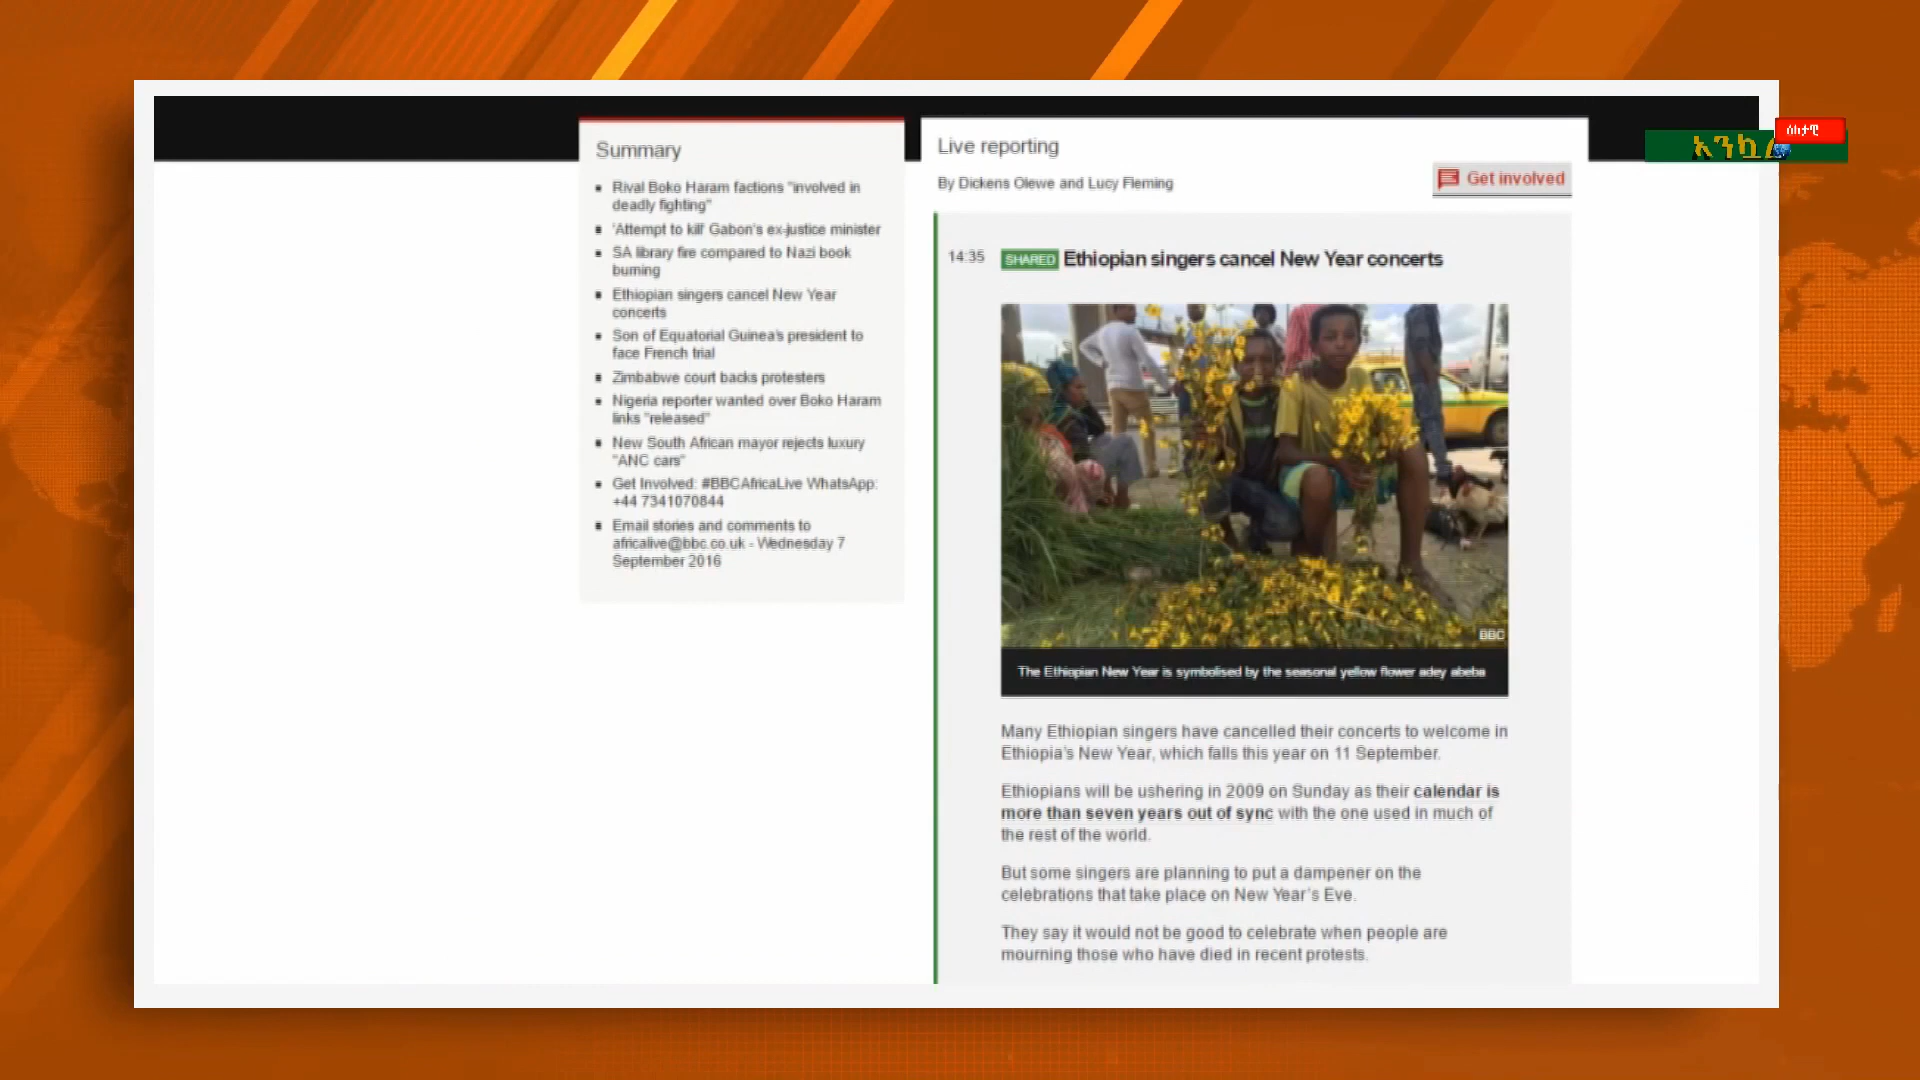 Summary
Rival Boko Haram factions "involved in
deadly fighting"
'Attempt to kill' Gabon's ex-justice minister
SA library fire compared to Nazi book
burning
Ethiopian singers cancel New Year
concerts
Son of Equatorial Guinea's president to
face French trial
Zimbabwe court backs protesters
Nigeria reporter wanted over Boko Haram
links "released"
New South African mayor rejects luxury
"ANC cars"
Get Involved: #BBCAfricaLive WhatsApp:
+44 7341070844
Email stories and comments to
africalive@bbc.co.uk - Wednesday 7
September 2016
Live reporting
By Dickens Olewe and Lucy Fleming
Get involved
14:35 SHARED Ethiopian singers cancel New Year concerts
BBC
The Ethiopian New Year is symbolised by the seasonal yellow flower adey abeba
Many Ethiopian singers have cancelled their concerts to welcome in
Ethiopia's New Year, which falls this year on 11 September.
Ethiopians will be ushering in 2009 on Sunday as their calendar is
more than seven years out of sync with the one used in much of
the rest of the world.
But some singers are planning to put a dampener on the
celebrations that take place on New Year's Eve.
They say it would not be good to celebrate when people are
mourning those who have died in recent protests.
ሰለታዊ
አንኳር